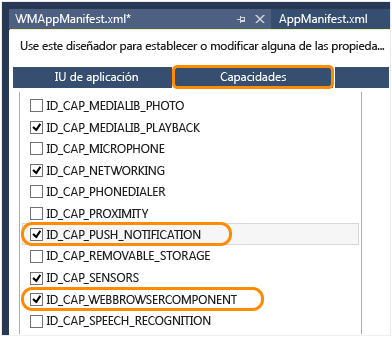 WMAppManifest.xml* AppManifest.xml
Use este diseñador para establecer o modificar alguna de las propieda...
IU de aplicación Capacidades
ID_CAP_MEDIALIB_PHOTO
ID_CAP_MEDIALIB_PLAYBACK
ID_CAP_MICROPHONE
ID_CAP_NETWORKING
ID_CAP_PHONEDIALER
ID_CAP_PROXIMITY
ID_CAP_PUSH_NOTIFICATION
ID_CAP_REMOVABLE_STORAGE
ID_CAP_SENSORS
ID_CAP_WEBBROWSERCOMPONENT
ID_CAP_SPEECH_RECOGNITION